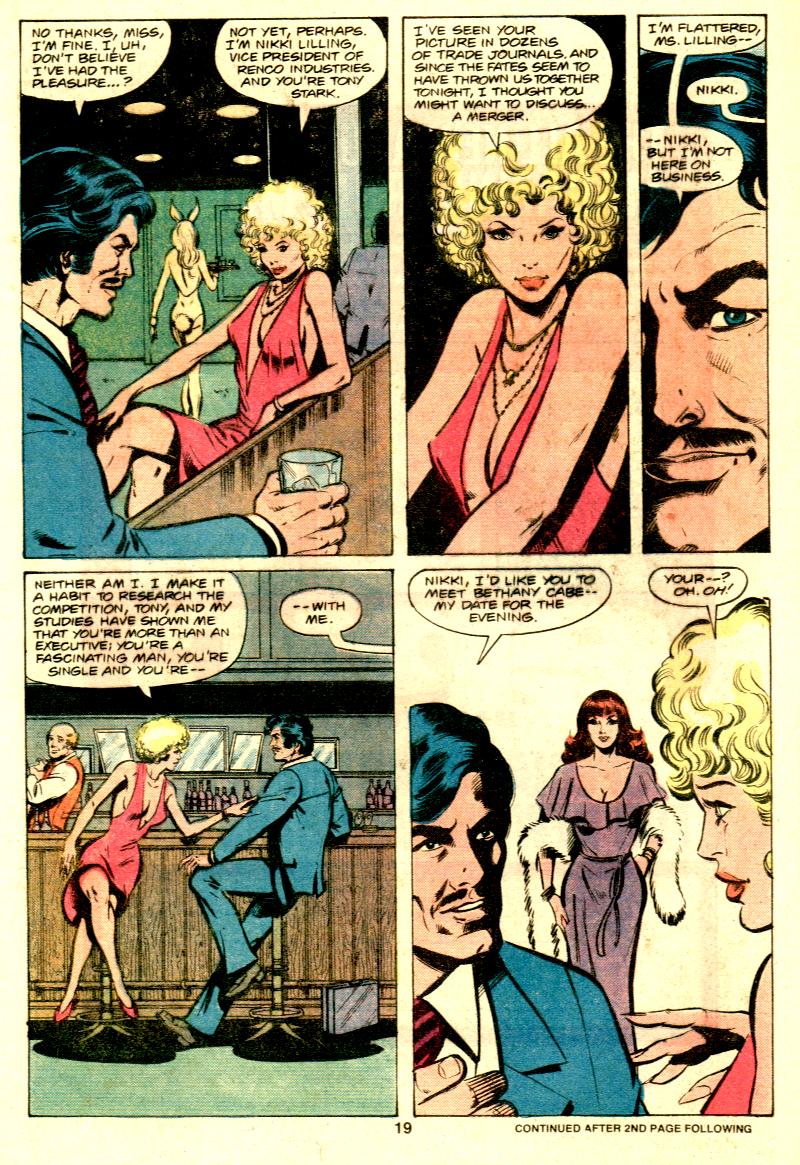 NO THANKS, MISS,
I'M FINE. I, UH,
DON'T BELIEVE
I'VE HAD THE
PLEASURE...?
NOT YET, PERHAPS.
I'M NIKKI LILLING,
VICE PRESIDENT OF
RENCO INDUSTRIES.
AND YOU'RE TONY
STARK.
I'VE SEEN YOUR
PICTURE IN DOZENS
OF TRADE JOURNALS. AND
SINCE THE FATES SEEM TO
HAVE THROWN US TOGETHER
TONIGHT, I THOUGHT YOU
MIGHT WANT TO DISCUSS...
A MERGER.
I'M FLATTERED,
MS. LILLING--
NIKKI.
--NIKKI,
BUT I'M NOT
HERE ON
BUSINESS.
NEITHER AM I. I MAKE IT
A HABIT TO RESEARCH THE
COMPETITION, TONY, AND MY
STUDIES HAVE SHOWN ME
THAT YOU'RE MORE THAN AN
EXECUTIVE; YOU'RE A
FASCINATING MAN, YOU'RE
SINGLE AND YOU'RE--
--WITH
ME.
NIKKI, I'D LIKE YOU TO
MEET BETHANY CABE--
MY DATE FOR THE
EVENING.
YOUR--?
OH. OH!
19
CONTINUED AFTER 2ND PAGE FOLLOWING